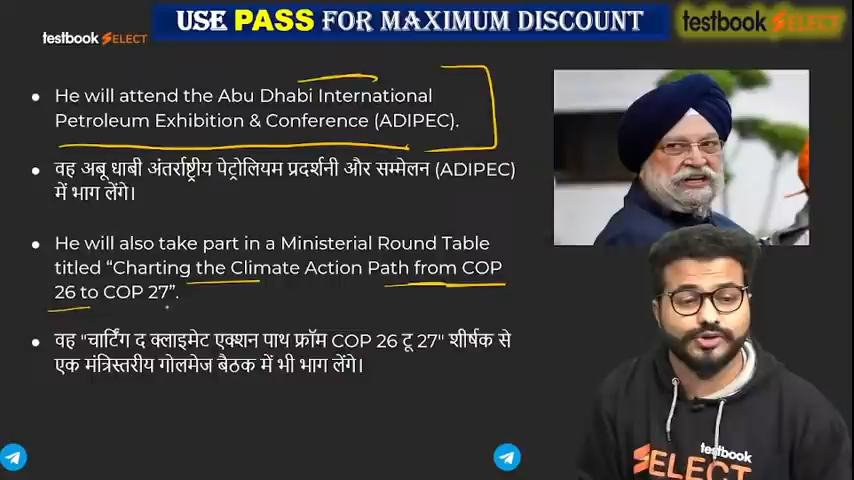 USE PASS FOR MAXIMUM DISCOUNT
testbook SELECT
testbook SELECT
He will attend the Abu Dhabi International
Petroleum Exhibition & Conference (ADIPEC).
वह अबू धाबी अंतर्राष्ट्रीय पेट्रोलियम प्रदर्शनी और सम्मेलन (ADIPEC)
में भाग लेंगे।
He will also take part in a Ministerial Round Table
titled “Charting the Climate Action Path from COP
26 to COP 27”.
वह "चार्टिंग द क्लाइमेट एक्शन पाथ फ्रॉम COP 26 टू 27" शीर्षक से
एक मंत्रिस्तरीय गोलमेज बैठक में भी भाग लेंगे।
testbook
SELECT